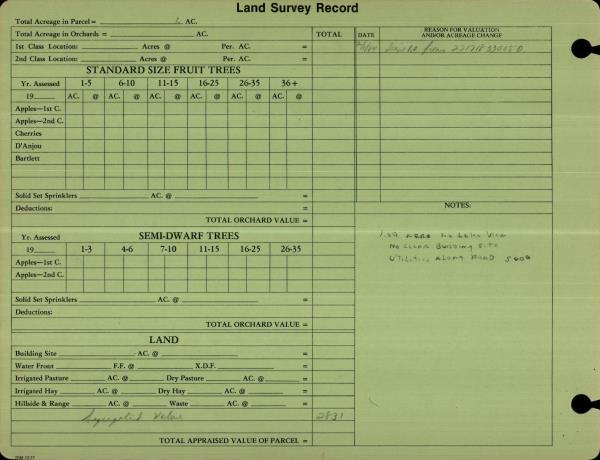 Land Survey Record
Total Acreage in Parcel = AC.
Total Acreage in Orchards = AC. TOTAL
DATE REASON FOR VALUATION AND/OR ACREAGE CHANGE
1st Class Location: Acres @ Per. AC. =
2nd Class Location: Acres @ Per. AC. =
STANDARD SIZE FRUIT TREES
Yr. Assessed 1-5 6-10 11-15 16-25 26-35 36+
19 AC. @ AC. @ AC. @ AC. @ AC. @ AC. @
Apples—1st C.
Apples—2nd C.
Cherries
D'Anjou
Bartlett
Solid Set Sprinklers AC. @ =
Deductions: =
TOTAL ORCHARD VALUE =
NOTES:
No Lake View
No Clear Building Site
Utilities Along Road
SEMI-DWARF TREES
Yr. Assessed
19 1-3 4-6 7-10 11-15 16-25 26-35
Apples—1st C.
Apples—2nd C.
Solid Set Sprinklers AC. @ =
Deductions:
TOTAL ORCHARD VALUE =
LAND
Building Site AC. @ =
Water Front F.F. @ X.D.F. =
Irrigated Pasture AC. @ Dry Pasture AC. @ =
Irrigated Hay AC. @ Dry Hay AC. @ =
Hillside & Range AC. @ Waste AC. @ =
Segregated Value 2831
TOTAL APPRAISED VALUE OF PARCEL =